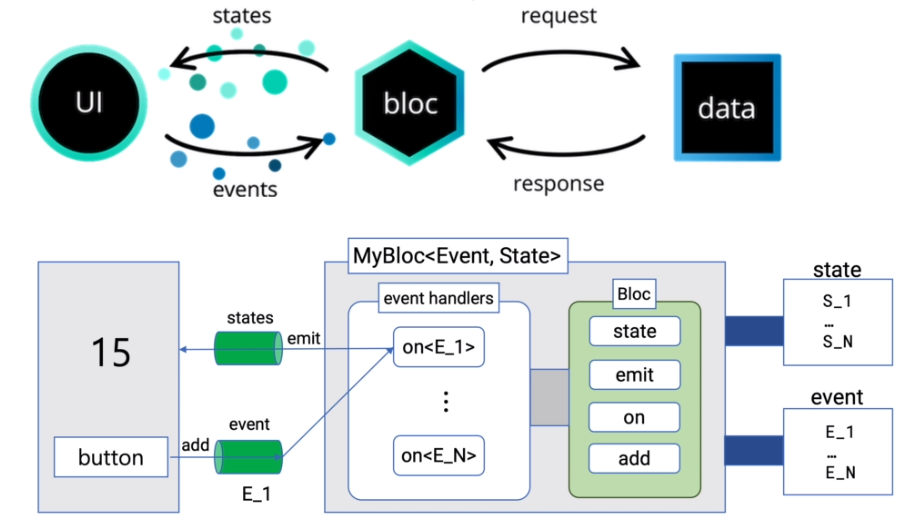 states
request
UI
bloc
data
events
response
MyBloc<Event, State>
state
event handlers
Bloc
S_1
...
S_N
states
emit
on<E_1>
state
15
emit
⋮
event
on
event
E_1
...
E_N
button
add
on<E_N>
add
E_1